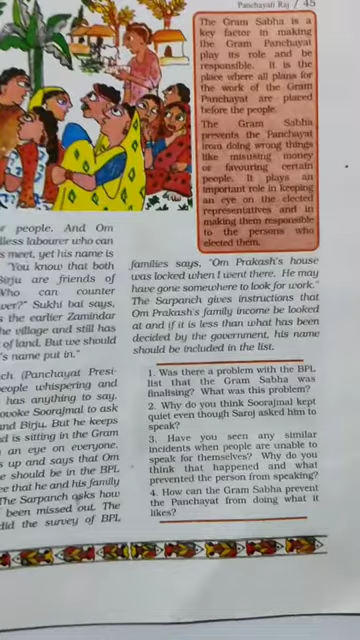 Panchayati Raj / 45
The Gram Sabha is a
key factor in making
the Gram Panchayat
play its role and be
responsible. It is the
place where all plans for
the work of the Gram
Panchayat are placed
before the people.
The Gram Sabha
prevents the Panchayat
from doing wrong things
like misusing money
or favouring certain
people. It plays an
important role in keeping
an eye on the elected
representatives and in
making them responsible
to the persons who
elected them.
r people. And Om
dless labourer who can
s meet, yet his name is
"You know that both
Birju are friends of
Who can counter
wer?" Sukhi bai says.
s the earlier Zamindar
he village and still has
of land. But we should
's name put in."
ch (Panchayat Presi-
people whispering and
has anything to say.
ovoke Soorajmal to ask
and Birju. But he keeps
d is sitting in the Gram
an eye on everyone.
s up and says that Om
e should be in the BPL
ee that he and his family
The Sarpanch asks how
been missed out. The
did the survey of BPL
families says, "Om Prakash's house
was locked when I went there. He may
have gone somewhere to look for work."
The Sarpanch gives instructions that
Om Prakash's family income be looked
at and if it is less than what has been
decided by the government, his name
should be included in the list.
1. Was there a problem with the BPL
list that the Gram Sabha was
finalising? What was this problem?
2. Why do you think Soorajmal kept
quiet even though Saroj asked him to
speak?
3. Have you seen any similar
incidents when people are unable to
speak for themselves? Why do you
think that happened and what
prevented the person from speaking?
4. How can the Gram Sabha prevent
the Panchayat from doing what it
likes?